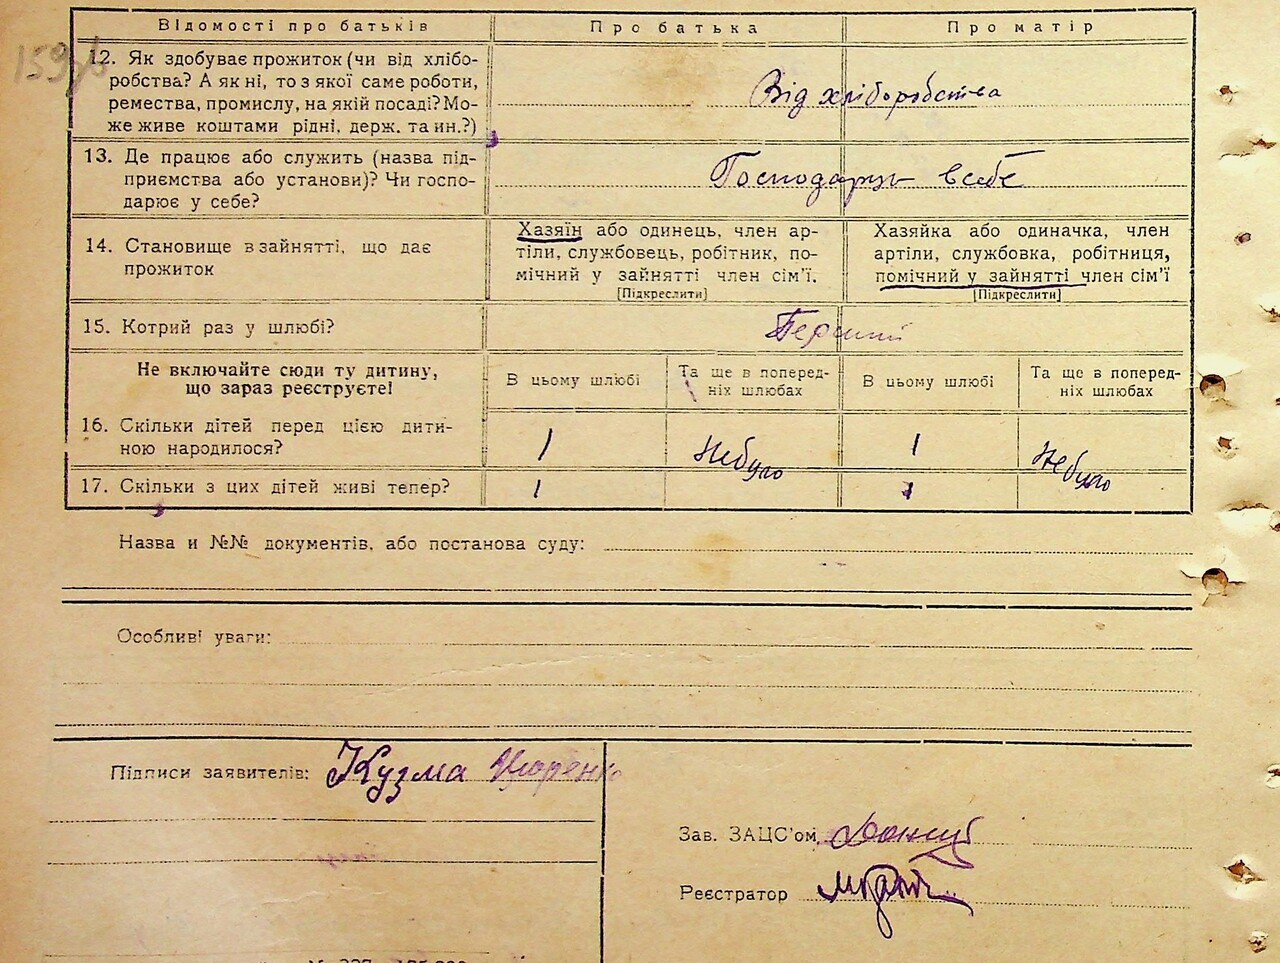 159 зв
Відомості про батьків Про батька Про матір
12. Як здобуває прожиток (чи від хлібо-
робства? А як ні, то з якої саме роботи,
ремества, промислу, на якій посаді? Мо-
же живе коштами рідні, держ. та ин.?)
Від хліборобства
13. Де працює або служить (назва під-
приємства або установи)? Чи госпо-
дарює у себе?
Господарує в себе
14. Становище в зайнятті, що дає
прожиток
Хазяїн або одинець, член ар-
тілі, службовець, робітник, по-
мічний у зайнятті член сім'ї.
[Підкреслити]
Хазяйка або одиначка, член
артілі, службовка, робітниця,
помічний у зайнятті член сім'ї
[Підкреслити]
15. Котрий раз у шлюбі?
Перший
Не включайте сюди ту дитину,
що зараз реєструєте!
В цьому шлюбі
Та ще в поперед-
ніх шлюбах
В цьому шлюбі
Та ще в поперед-
ніх шлюбах
16. Скільки дітей перед цією дити-
ною народилося?
1 Небуло 1 Небуло
17. Скільки з цих дітей живі тепер?
1 1
Назва и №№ документів, або постанова суду:
Особливі уваги:
Підписи заявителів: Кузма
Зав. ЗАЦС'ом
Реєстратор